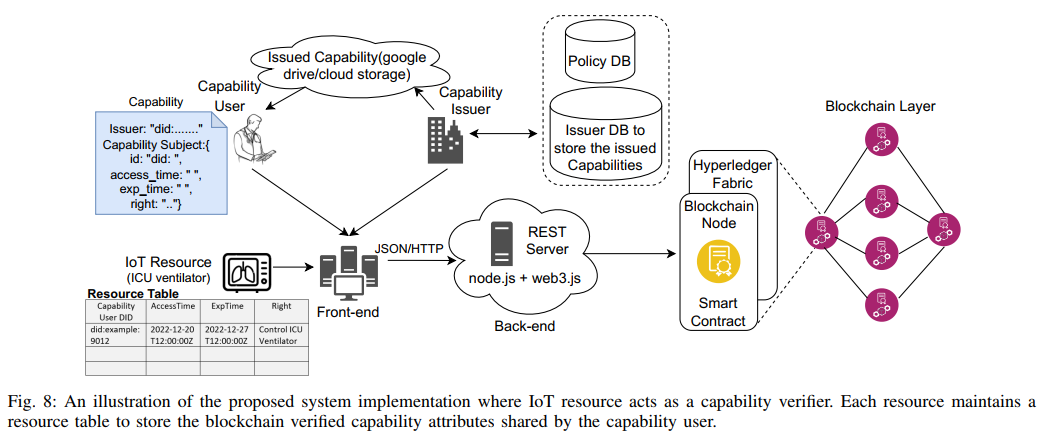 Issued Capability(google
drive/cloud storage)
Policy DB
Capability
User
Capability
Issuer
Blockchain Layer
Capability
Issuer: "did:......."
Capability Subject:{
id: "did: ",
access_time: " ",
exp_time: " ",
right: ".."}
Issuer DB to
store the issued
Capabilities
Hyperledger
Fabric
Blockchain
Node
Smart
Contract
IoT Resource
(ICU ventilator)
JSON/HTTP
REST
Server
node.js + web3.js
Front-end
Back-end
Resource Table
Capability
User DID
AccessTime
ExpTime
Right
did:example:
9012
2022-12-20
T12:00:00Z
2022-12-27
T12:00:00Z
Control ICU
Ventilator
Fig. 8: An illustration of the proposed system implementation where IoT resource acts as a capability verifier. Each resource maintains a
resource table to store the blockchain verified capability attributes shared by the capability user.